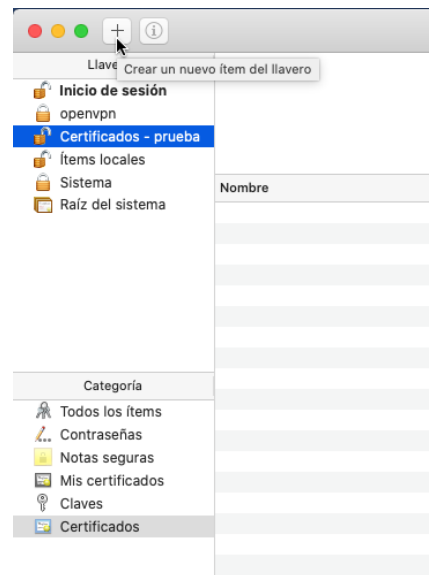 Llave
Crear un nuevo ítem del llavero
Inicio de sesión
openvpn
Certificados - prueba
Ítems locales
Sistema
Raíz del sistema
Nombre
Categoría
Todos los ítems
Contraseñas
Notas seguras
Mis certificados
Claves
Certificados